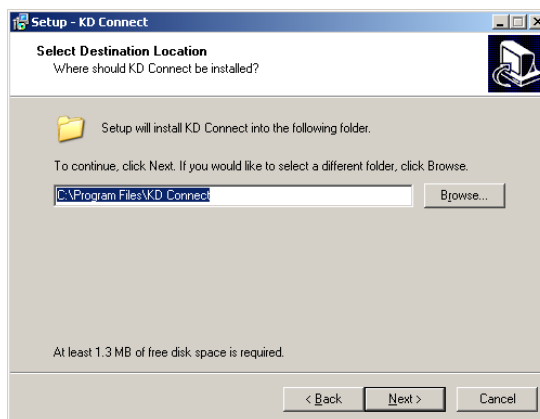 Setup - KD Connect
Select Destination Location
Where should KD Connect be installed?
Setup will install KD Connect into the following folder.
To continue, click Next. If you would like to select a different folder, click Browse.
C:\Program Files\KD Connect
Browse...
At least 1.3 MB of free disk space is required.
< Back
Next >
Cancel